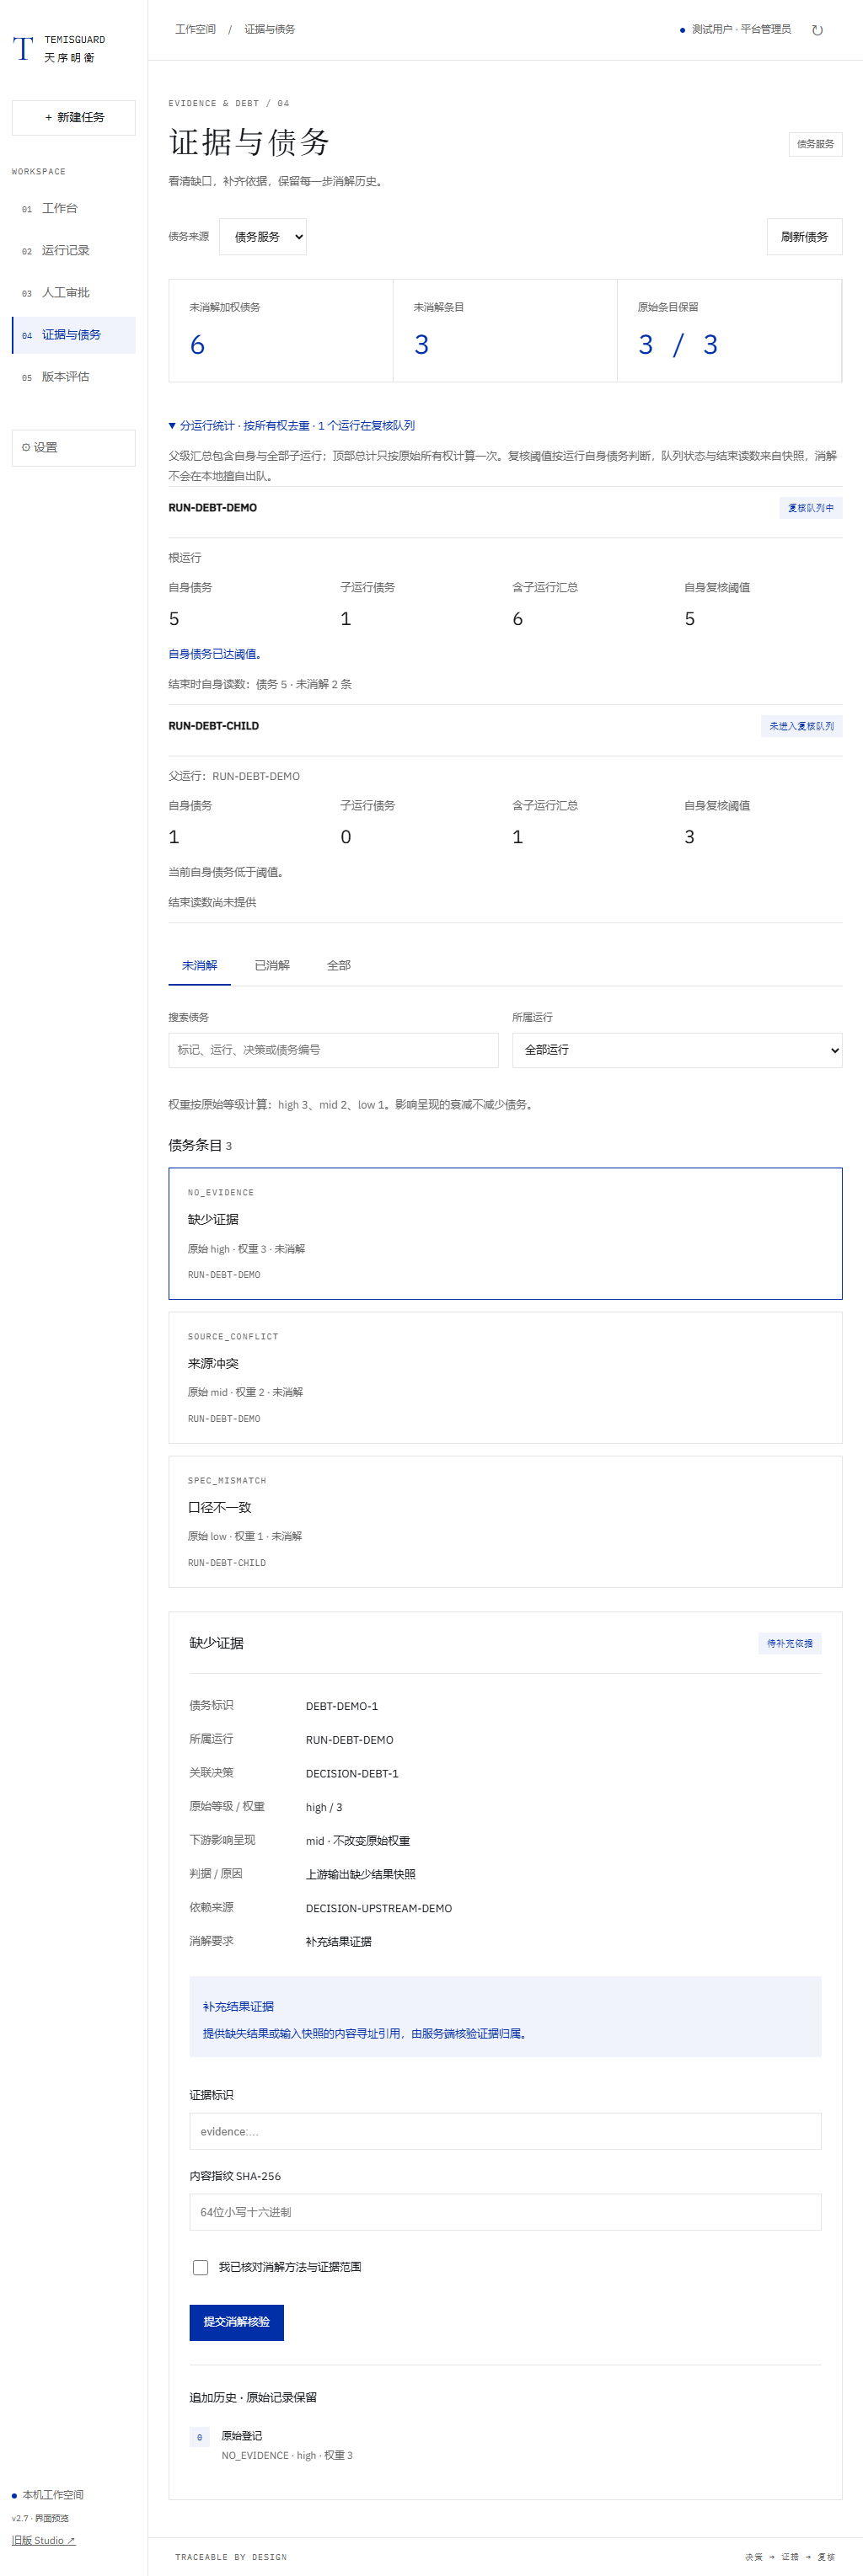 T TEMISGUARD
天序明衡
+ 新建任务
WORKSPACE
01 工作台
02 运行记录
03 人工审批
04 证据与债务
05 版本评估
⚙ 设置
本机工作空间
v2.7 · 界面预览
旧版 Studio ↗
工作空间 / 证据与债务
测试用户 · 平台管理员 ↻
EVIDENCE & DEBT / 04
证据与债务
债务服务
看清缺口，补齐依据，保留每一步消解历史。
债务来源 债务服务 刷新债务
未消解加权债务 未消解条目 原始条目保留
6 3 3 / 3
▼ 分运行统计 · 按所有权去重 · 1 个运行在复核队列
父级汇总包含自身与全部子运行；顶部总计只按原始所有权计算一次。复核阈值按运行自身债务判断，队列状态与结束读数来自快照，消解
不会在本地擅自出队。
RUN-DEBT-DEMO 复核队列中
根运行
自身债务 子运行债务 含子运行汇总 自身复核阈值
5 1 6 5
自身债务已达阈值。
结束时自身读数：债务 5 · 未消解 2 条
RUN-DEBT-CHILD 未进入复核队列
父运行：RUN-DEBT-DEMO
自身债务 子运行债务 含子运行汇总 自身复核阈值
1 0 1 3
当前自身债务低于阈值。
结束读数尚未提供
未消解 已消解 全部
搜索债务 所属运行
标记、运行、决策或债务编号 全部运行
权重按原始等级计算：high 3、mid 2、low 1。影响呈现的衰减不减少债务。
债务条目 3
NO_EVIDENCE
缺少证据
原始 high · 权重 3 · 未消解
RUN-DEBT-DEMO
SOURCE_CONFLICT
来源冲突
原始 mid · 权重 2 · 未消解
RUN-DEBT-DEMO
SPEC_MISMATCH
口径不一致
原始 low · 权重 1 · 未消解
RUN-DEBT-CHILD
缺少证据 待补充依据
债务标识 DEBT-DEMO-1
所属运行 RUN-DEBT-DEMO
关联决策 DECISION-DEBT-1
原始等级 / 权重 high / 3
下游影响呈现 mid · 不改变原始权重
判据 / 原因 上游输出缺少结果快照
依赖来源 DECISION-UPSTREAM-DEMO
消解要求 补充结果证据
补充结果证据
提供缺失结果或输入快照的内容寻址引用，由服务端核验证据归属。
证据标识
evidence:...
内容指纹 SHA-256
64位小写十六进制
我已核对消解方法与证据范围
提交消解核验
追加历史 · 原始记录保留
0 原始登记
NO_EVIDENCE · high · 权重 3
TRACEABLE BY DESIGN 决策 → 证据 → 复核